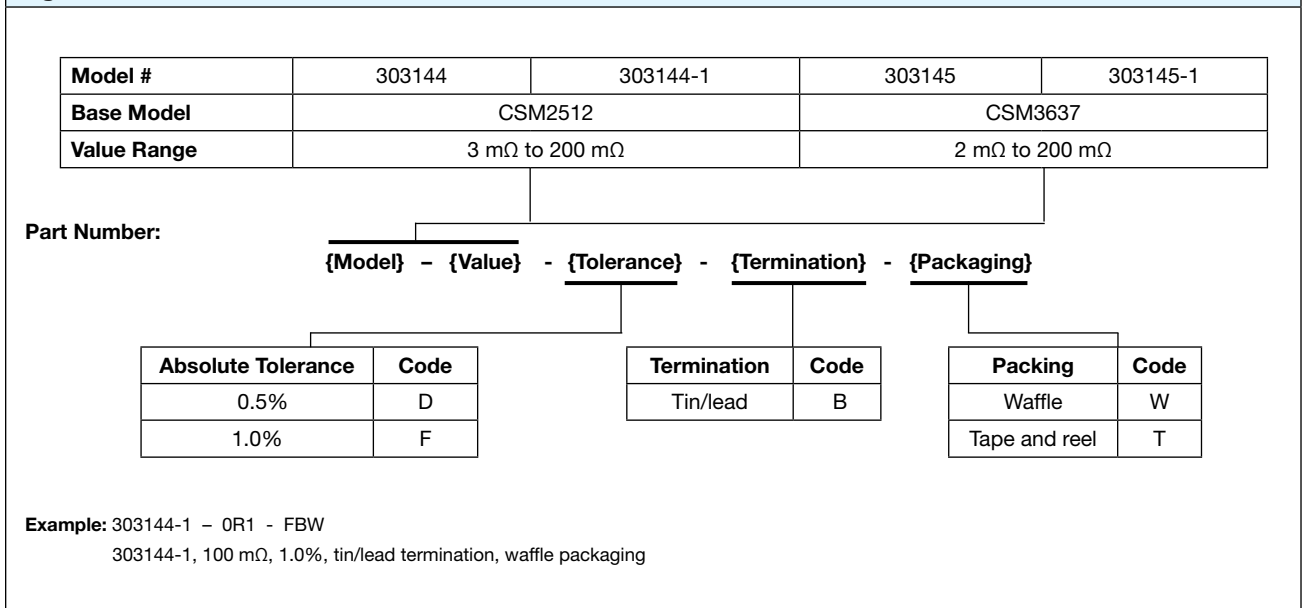 Model # 303144 303144-1 303145 303145-1
Base Model CSM2512 CSM3637
Value Range 3 mΩ to 200 mΩ 2 mΩ to 200 mΩ
Part Number:
{Model} – {Value} - {Tolerance} - {Termination} - {Packaging}
Absolute Tolerance Code
0.5% D
1.0% F
Termination Code
Tin/lead B
Packing Code
Waffle W
Tape and reel T
Example: 303144-1 – 0R1 - FBW
303144-1, 100 mΩ, 1.0%, tin/lead termination, waffle packaging